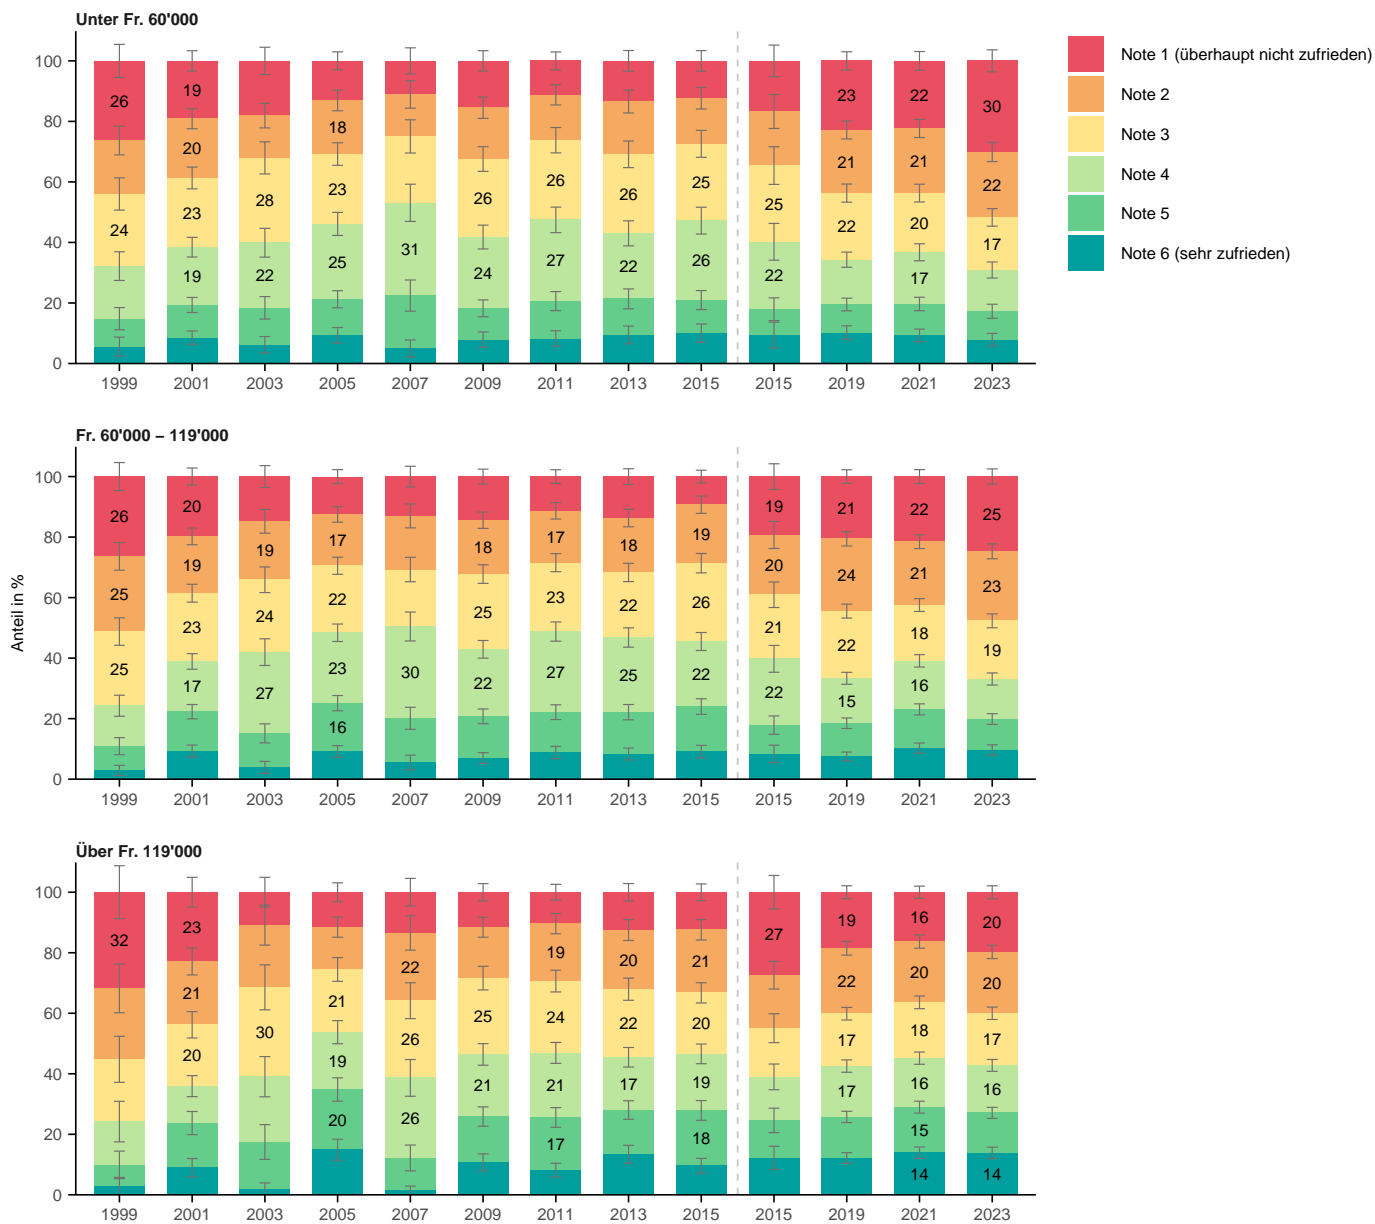 Unter Fr. 60'000
Note 1 (überhaupt nicht zufrieden)
Note 2
Note 3
Note 4
Note 5
Note 6 (sehr zufrieden)
100
80
60
40
20
0
26 19 23 22 30
20 18 21 21 22
24 23 28 23 26 26 26 25 25 22 20 17
19 22 25 31 24 27 22 26 22 17
1999 2001 2003 2005 2007 2009 2011 2013 2015 2015 2019 2021 2023
Fr. 60'000 – 119'000
Anteil in %
100
80
60
40
20
0
26 20 19 21 22 25
25 19 19 17 18 17 18 19 20 24 21 23
25 23 24 22 25 23 22 26 21 22 18 19
17 27 23 30 22 27 25 22 22 15 16
16
1999 2001 2003 2005 2007 2009 2011 2013 2015 2015 2019 2021 2023
Über Fr. 119'000
100
80
60
40
20
0
32 23 27 19 16 20
21 22 19 20 21 22 20 20
20 30 21 26 25 24 22 20 17 18 17
19 26 21 21 17 19 17 16 16
20 17 18 15
14 14
1999 2001 2003 2005 2007 2009 2011 2013 2015 2015 2019 2021 2023